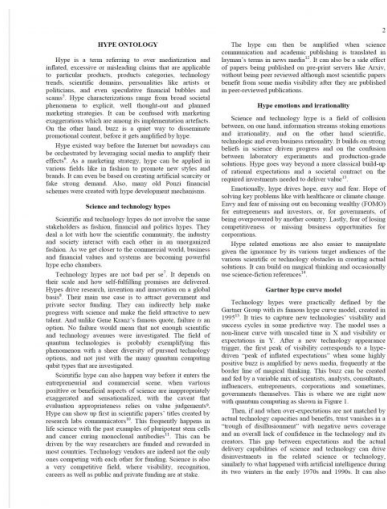 2
HYPE ONTOLOGY
Hype is a term referring to over mediatization and
inflated, excessive or misleading claims that are applicable
to particular products, products categories, technology
trends, scientific domains, personalities like artists or
politicians, and even speculative financial bubbles and
scams⁵. Hype characterizations range from broad societal
phenomena to explicit, well thought-out and planned
marketing strategies. It can be confused with marketing
exaggerations which are among its implementation artefacts.
On the other hand, buzz is a quiet way to disseminate
promotional content, before it gets amplified by hype.
Hype existed way before the Internet but nowadays can
be orchestrated by leveraging social media to amplify their
effects⁶. As a marketing strategy, hype can be applied in
various fields like in fashion to promote new styles and
brands. It can even be based on creating artificial scarcity or
fake strong demand. Also, many old Ponzi financial
schemes were created with hype development mechanisms.
Science and technology hypes
Scientific and technology hypes do not involve the same
stakeholders as fashion, financial and politics hypes. They
deal a lot with how the scientific community, the industry
and society interact with each other in an unorganized
fashion. As we get closer to the commercial world, business
and financial values and systems are becoming powerful
hype echo chambers.
Technology hypes are not bad per se⁷. It depends on
their scale and how self-fulfilling promises are delivered.
Hypes drive research, invention and innovation on a global
basis⁸. Their main use case is to attract government and
private sector funding. They can indirectly help make
progress with science and make the field attractive to new
talent. And unlike Gene Kranz's famous quote, failure is an
option. No failure would mean that not enough scientific
and technology avenues were investigated. The field of
quantum technologies is probably exemplifying this
phenomenon with a sheer diversity of pursued technology
options, and not just with the many quantum computing
qubit types that are investigated.
Scientific hype can also happen way before it enters the
entrepreneurial and commercial scene, when various
positive or beneficial aspects of science are inappropriately
exaggerated and sensationalized, with the caveat that
evaluation appropriateness relies on value judgements⁹.
Hype can show up first in scientific papers' titles created by
research labs communicators¹⁰. This frequently happens in
life science with the past examples of pluripotent stem cells
and cancer curing monoclonal antibodies¹¹. This can be
driven by the way researchers are funded and rewarded in
most countries. Technology vendors are indeed not the only
ones competing with each other for funding. Science is also
a very competitive field, where visibility, recognition,
careers as well as public and private funding are at stake.
The hype can then be amplified when science
communication and academic publishing is translated in
layman's terms in news media¹². It can also be a side effect
of papers being published on pre-print servers like Arxiv,
without being peer reviewed although most scientific papers
benefit from some media visibility after they are published
in peer-reviewed publications.
Hype emotions and irrationality
Science and technology hype is a field of collision
between, on one hand, information streams stoking emotions
and irrationality, and on the other hand scientific,
technologic and even business rationality. It builds on strong
beliefs in science driven progress and on the confusion
between laboratory experiments and production-grade
solutions. Hype goes way beyond a more classical build-up
of rational expectations and a societal contract on the
required investments needed to deliver value¹³.
Emotionally, hype drives hope, envy and fear. Hope of
solving key problems like with healthcare or climate change.
Envy and fear of missing out on becoming wealthy (FOMO)
for entrepreneurs and investors, or, for governments, of
being overpowered by another country. Lastly, fear of losing
competitiveness or missing business opportunities for
corporations.
Hype related emotions are also easier to manipulate
given the ignorance by its various target audiences of the
various scientific or technology obstacles in creating actual
solutions. It can build on magical thinking and occasionally
use science-fiction references¹⁴.
Gartner hype curve model
Technology hypes were practically defined by the
Gartner Group with its famous hype curve model, created in
1995¹⁵. It tries to capture new technologies' visibility and
success cycles in some predictive way. The model uses a
non-linear curve with unscaled time in X and visibility or
expectations in Y. After a new technology appearance
trigger, the first peak of visibility corresponds to a hype-
driven "peak of inflated expectations" when some highly
positive buzz is amplified by news media, frequently at the
border line of magical thinking. This buzz can be created
and fed by a variable mix of scientists, analysts, consultants,
influencers, entrepreneurs, corporations and sometimes,
governments themselves. This is where we are right now
with quantum computing as shown in Figure 1.
Then, if and when over-expectations are not matched by
actual technology capacities and benefits, trust vanishes in a
"trough of disillusionment" with negative news coverage
and an overall lack of confidence in the technology and its
creators. This gap between expectations and the actual
delivery capabilities of science and technology can drive
disinvestments in the related science or technology,
similarly to what happened with artificial intelligence during
its two winters in the early 1970s and 1990s. It can also